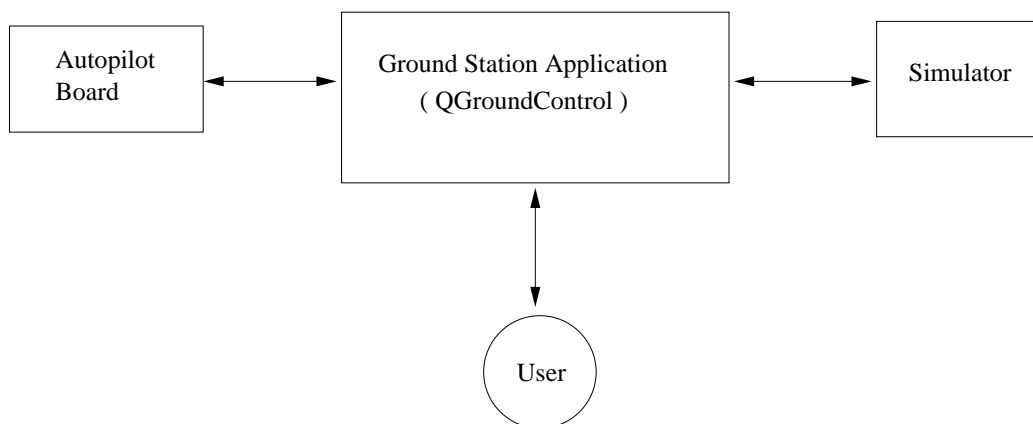 Autopilot
Board
Ground Station Application
( QGroundControl )
Simulator
User